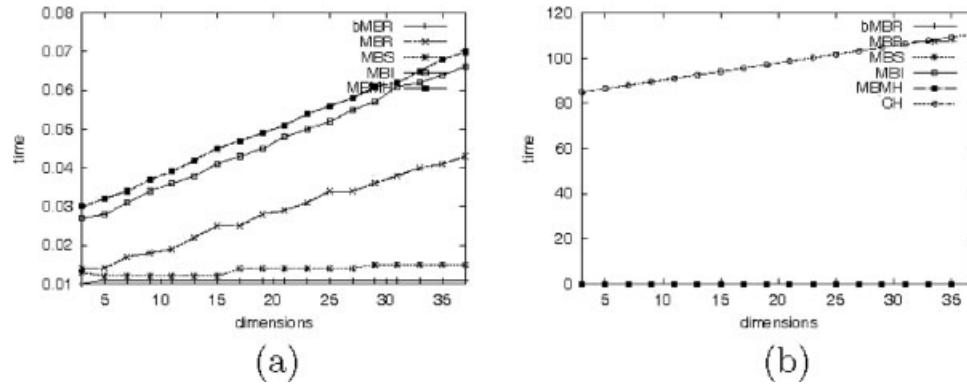 0.08
0.07
0.06
0.05
0.04
0.03
0.02
0.01
time
bMBR
MBR
MBS
MBI
MBMH
5 10 15 20 25 30 35
dimensions
(a)
120
100
80
60
40
20
0
time
bMBR
MBR
MBS
MBI
MBMH
CH
5 10 15 20 25 30 35
dimensions
(b)